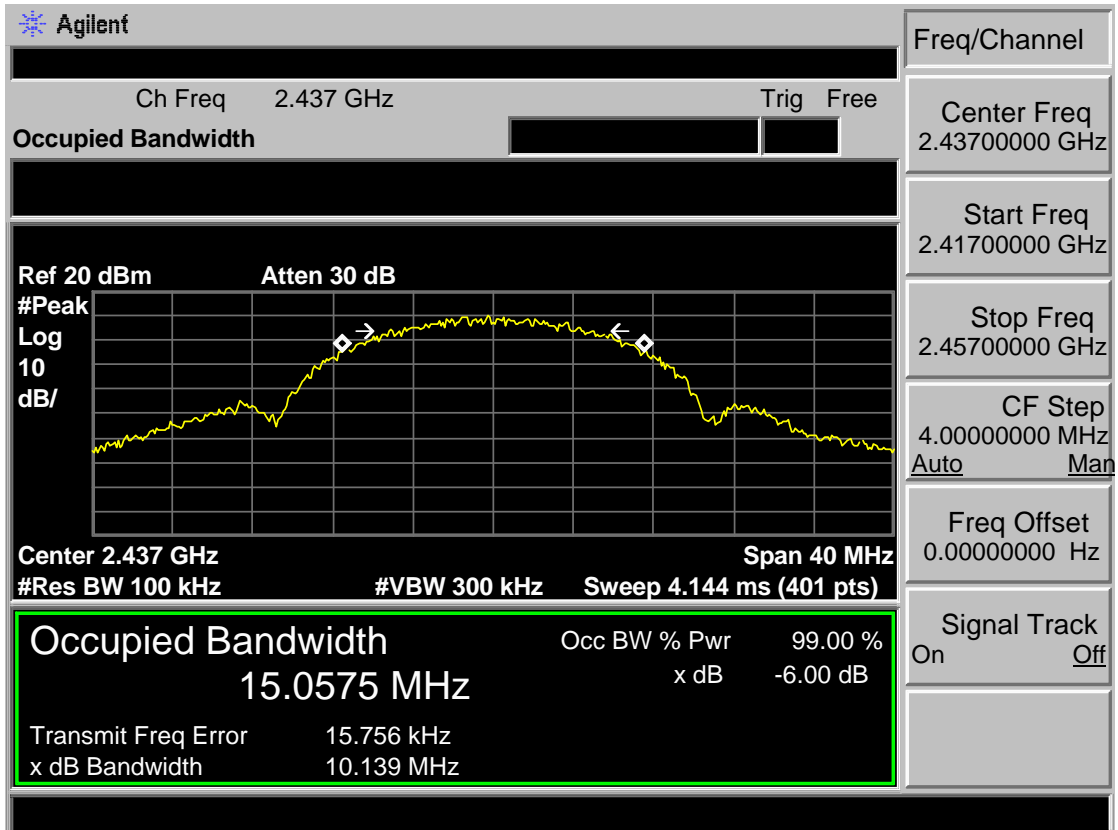 Agilent
Freq/Channel
Ch Freq 2.437 GHz Trig Free
Occupied Bandwidth
Center Freq
2.43700000 GHz
Start Freq
2.41700000 GHz
Stop Freq
2.45700000 GHz
CF Step
4.00000000 MHz
Auto Man
Freq Offset
0.00000000 Hz
Signal Track
On Off
Ref 20 dBm Atten 30 dB
#Peak
Log
10
dB/
Center 2.437 GHz Span 40 MHz
#Res BW 100 kHz #VBW 300 kHz Sweep 4.144 ms (401 pts)
Occupied Bandwidth
15.0575 MHz
Occ BW % Pwr 99.00 %
x dB -6.00 dB
Transmit Freq Error 15.756 kHz
x dB Bandwidth 10.139 MHz